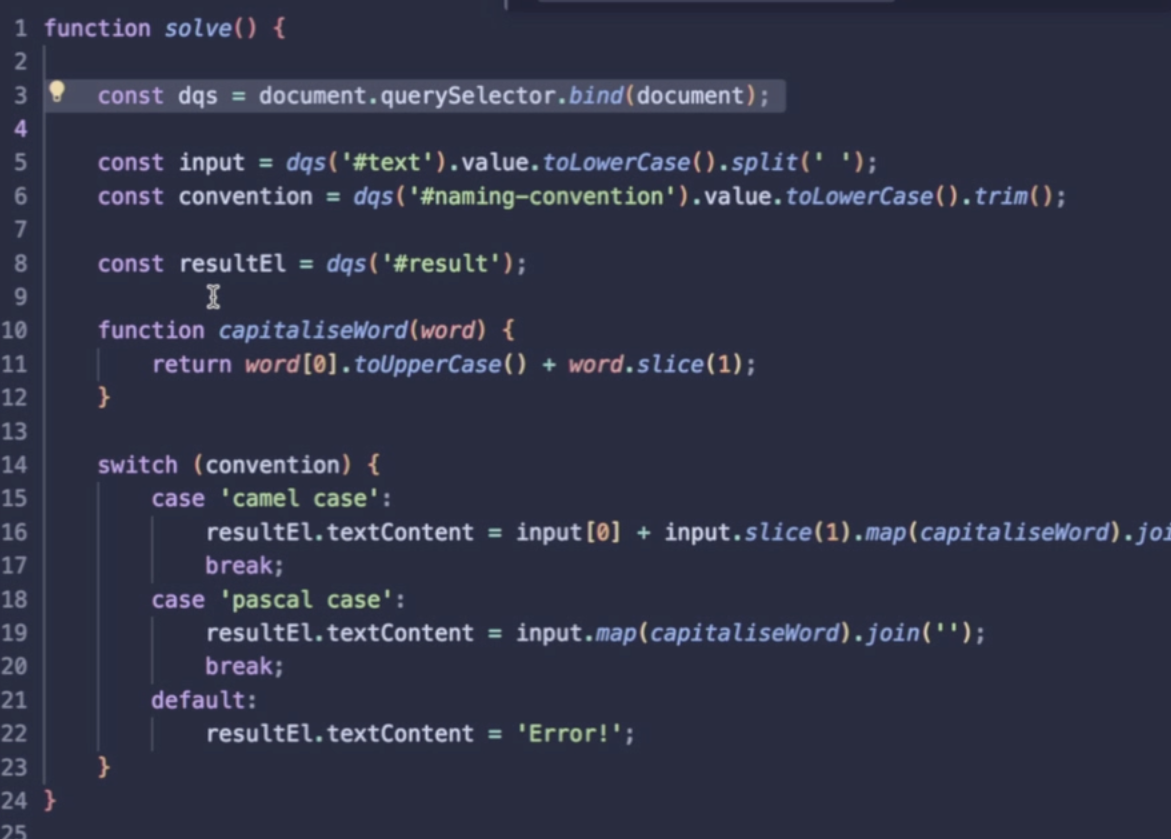 1 function solve() {
2
3 const dqs = document.querySelector.bind(document);
4
5 const input = dqs('#text').value.toLowerCase().split(' ');
6 const convention = dqs('#naming-convention').value.toLowerCase().trim();
7
8 const resultEl = dqs('#result');
9
10 function capitaliseWord(word) {
11 return word[0].toUpperCase() + word.slice(1);
12 }
13
14 switch (convention) {
15 case 'camel case':
16 resultEl.textContent = input[0] + input.slice(1).map(capitaliseWord).joi
17 break;
18 case 'pascal case':
19 resultEl.textContent = input.map(capitaliseWord).join('');
20 break;
21 default:
22 resultEl.textContent = 'Error!';
23 }
24 }
25